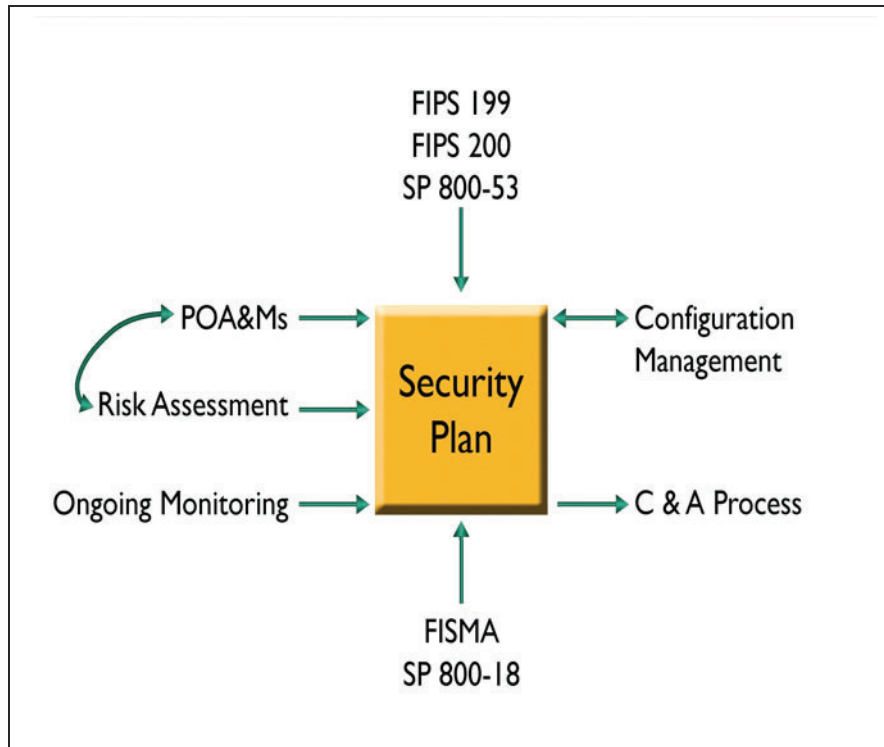 FIPS 199
FIPS 200
SP 800-53
POA&Ms
Configuration
Management
Security
Plan
Risk Assessment
Ongoing Monitoring
C & A Process
FISMA
SP 800-18